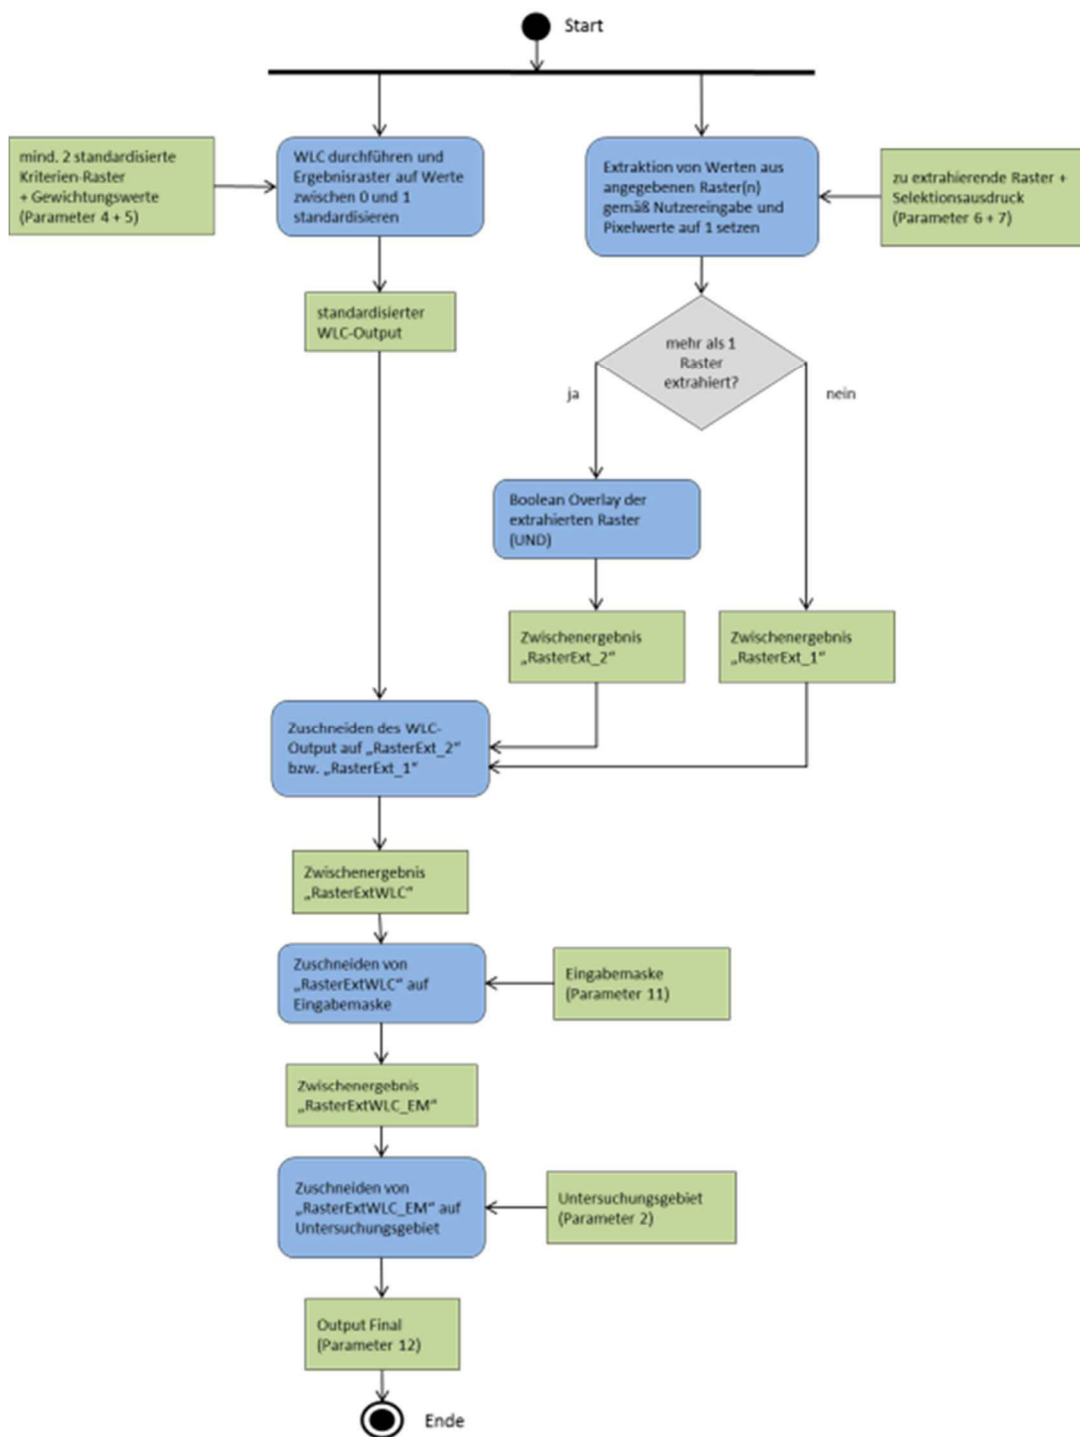 Start
mind. 2 standardisierte
Kriterien-Raster
+ Gewichtungswerte
(Parameter 4 + 5)
WLC durchführen und
Ergebnisraster auf Werte
zwischen 0 und 1
standardisieren
Extraktion von Werten aus
angegebenen Raster(n)
gemäß Nutzereingabe und
Pixelwerte auf 1 setzen
zu extrahierende Raster +
Selektionsausdruck
(Parameter 6 + 7)
standardisierter
WLC-Output
mehr als 1
Raster
extrahiert?
ja
nein
Boolean Overlay der
extrahierten Raster
(UND)
Zwischenergebnis
„RasterExt_2“
Zwischenergebnis
„RasterExt_1“
Zuschneiden des WLC-
Output auf „RasterExt_2“
bzw. „RasterExt_1“
Zwischenergebnis
„RasterExtWLC“
Zuschneiden von
„RasterExtWLC“ auf
Eingabemaske
Eingabemaske
(Parameter 11)
Zwischenergebnis
„RasterExtWLC_EM“
Zuschneiden von
„RasterExtWLC_EM“ auf
Untersuchungsgebiet
Untersuchungsgebiet
(Parameter 2)
Output Final
(Parameter 12)
Ende